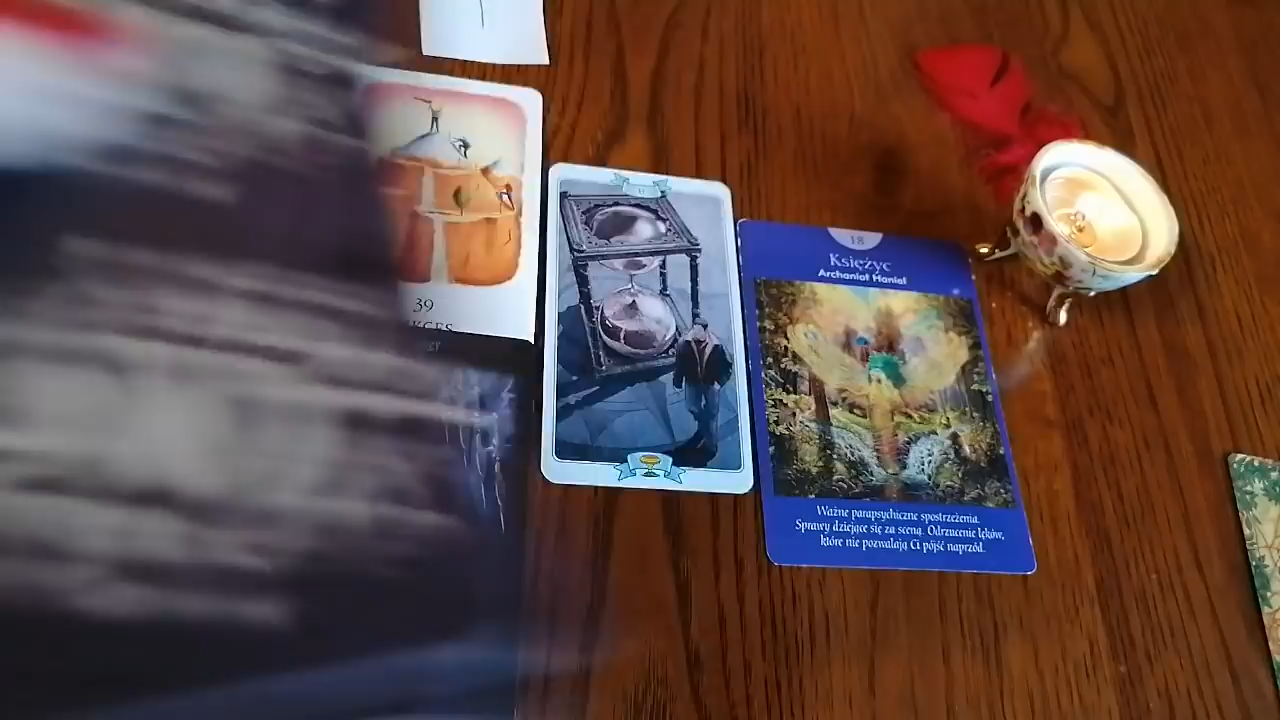 39
18
Księżyc
Archanioł Haniel
Ważne parapsychiczne spostrzeżenia.
Sprawy dziejące się za sceną. Odrzucenie lęków,
które nie pozwalają Ci pójść naprzód.